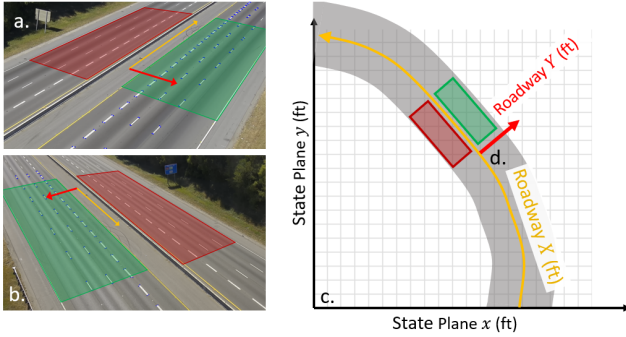 a.
b.
c.
d.
State Plane y (ft)
State Plane x (ft)
Roadway Y (ft)
Roadway X (ft)